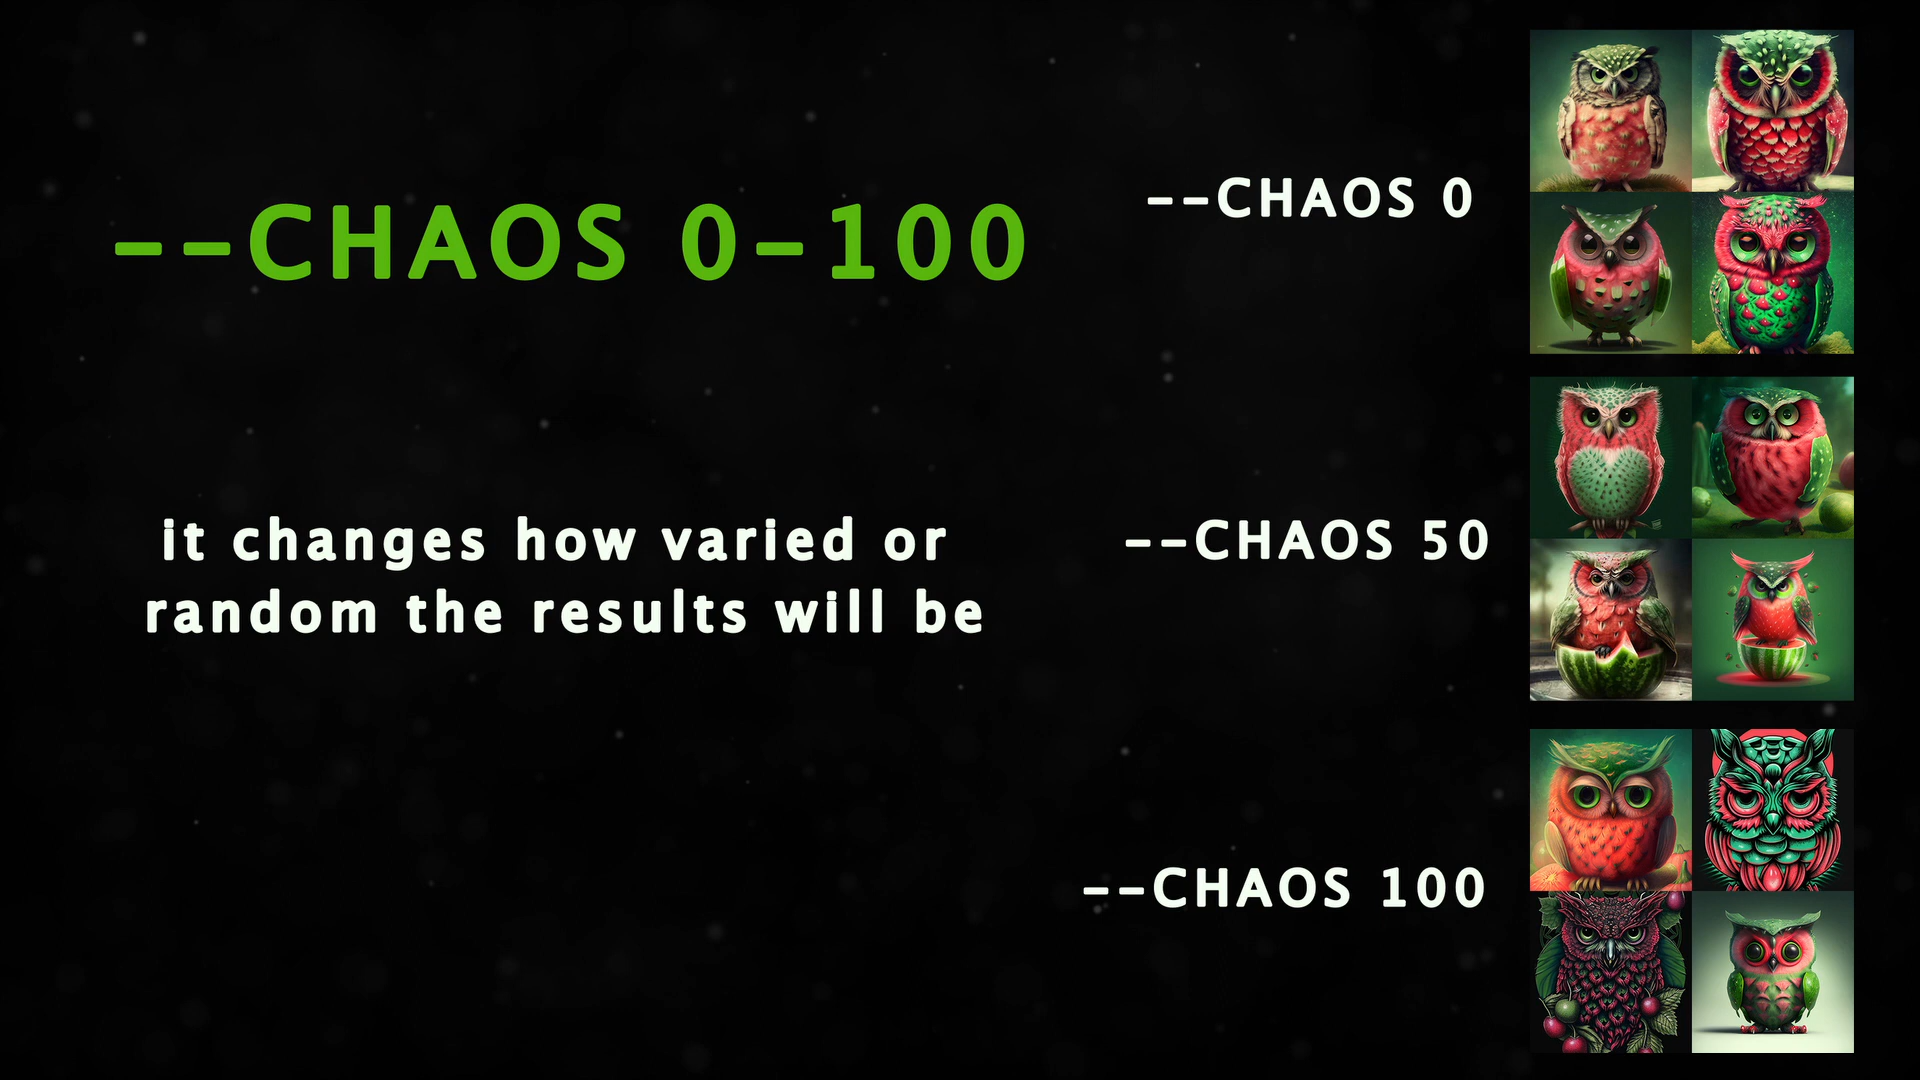 --CHAOS 0-100
it changes how varied or
random the results will be
--CHAOS 0
--CHAOS 50
--CHAOS 100